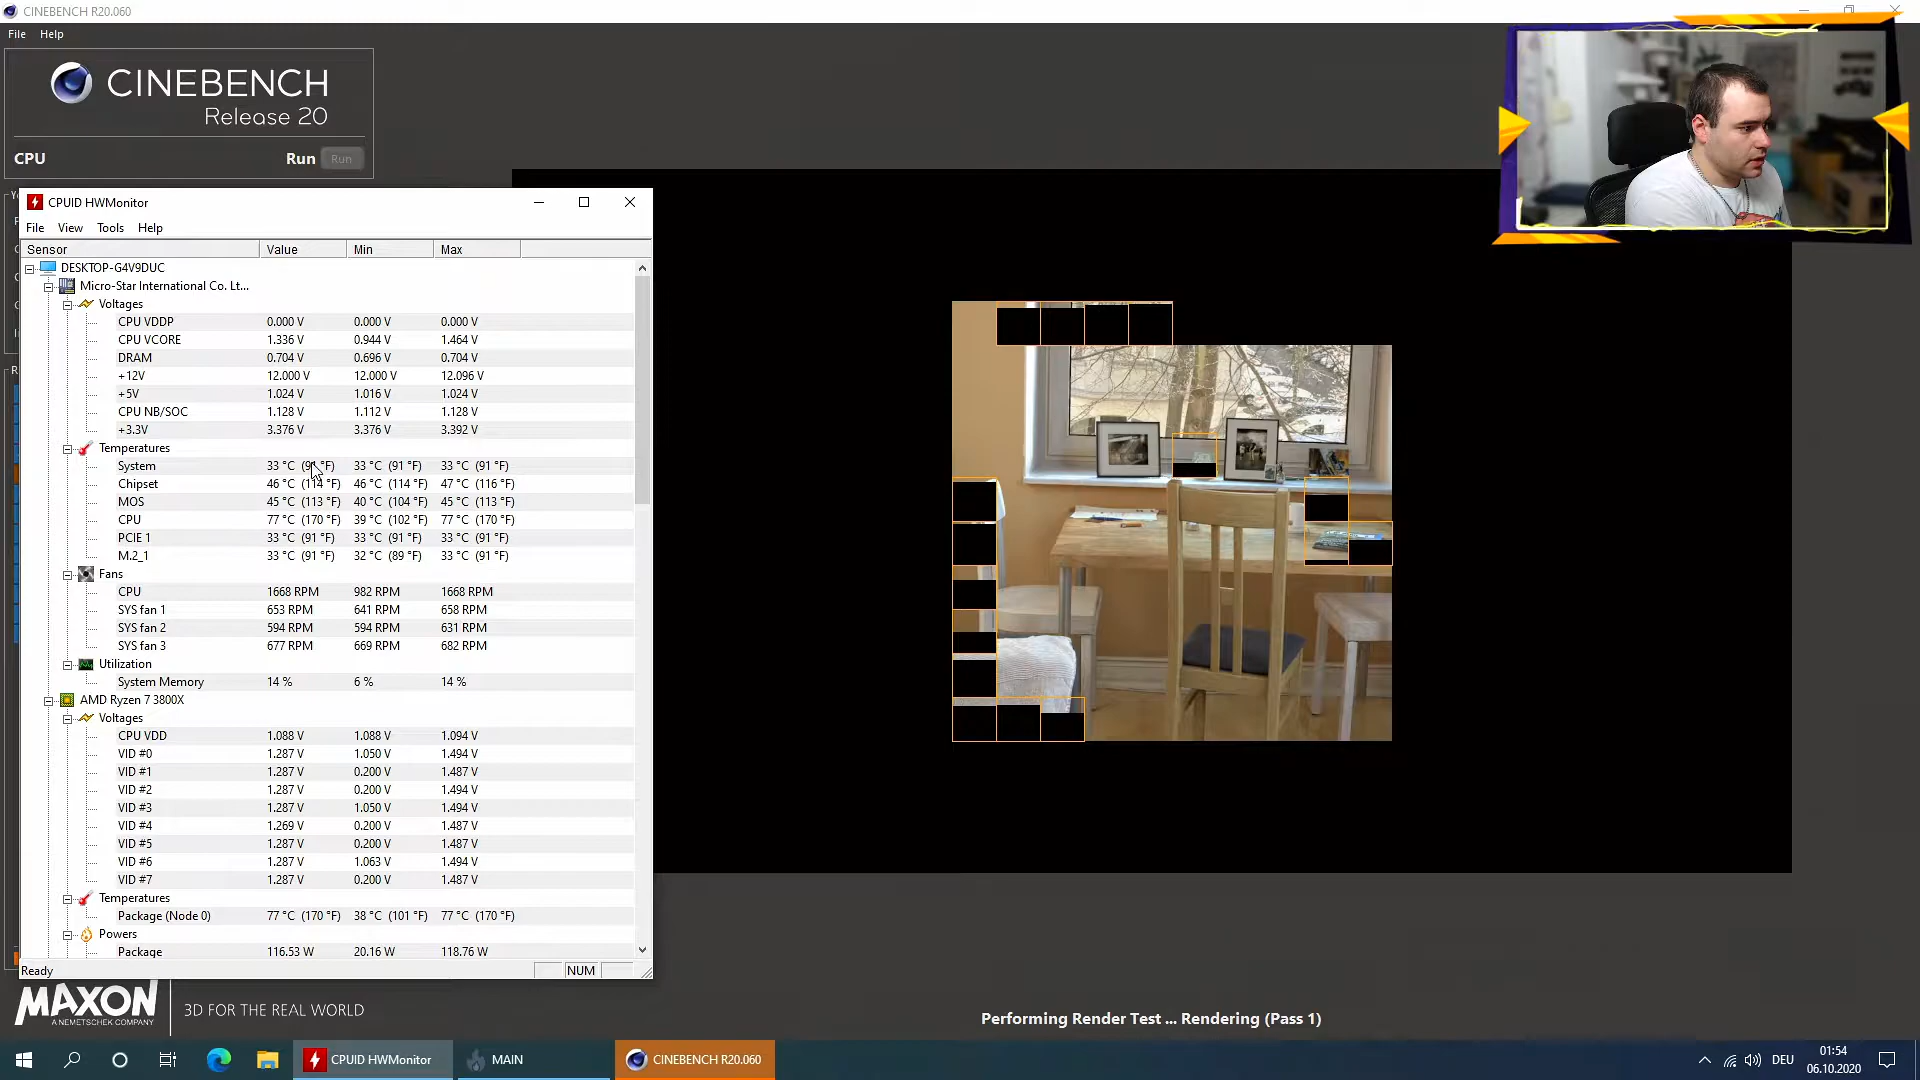 CINEBENCH R20.060
File Help
CINEBENCH
Release 20
CPU Run Run
CPUID HWMonitor
File View Tools Help
Sensor Value Min Max
DESKTOP-G4V9DUC
Micro-Star International Co. Lt...
Voltages
CPU VDDP 0.000 V 0.000 V 0.000 V
CPU VCORE 1.336 V 0.944 V 1.464 V
DRAM 0.704 V 0.696 V 0.704 V
+12V 12.000 V 12.000 V 12.096 V
+5V 1.024 V 1.016 V 1.024 V
CPU NB/SOC 1.128 V 1.112 V 1.128 V
+3.3V 3.376 V 3.376 V 3.392 V
Temperatures
System 33 °C (91 °F) 33 °C (91 °F) 33 °C (91 °F)
Chipset 46 °C (114 °F) 46 °C (114 °F) 47 °C (116 °F)
MOS 45 °C (113 °F) 40 °C (104 °F) 45 °C (113 °F)
CPU 77 °C (170 °F) 39 °C (102 °F) 77 °C (170 °F)
PCIE 1 33 °C (91 °F) 33 °C (91 °F) 33 °C (91 °F)
M.2_1 33 °C (91 °F) 32 °C (89 °F) 33 °C (91 °F)
Fans
CPU 1668 RPM 982 RPM 1668 RPM
SYS fan 1 653 RPM 641 RPM 658 RPM
SYS fan 2 594 RPM 594 RPM 631 RPM
SYS fan 3 677 RPM 669 RPM 682 RPM
Utilization
System Memory 14 % 6 % 14 %
AMD Ryzen 7 3800X
Voltages
CPU VDD 1.088 V 1.088 V 1.094 V
VID #0 1.287 V 1.050 V 1.494 V
VID #1 1.287 V 0.200 V 1.487 V
VID #2 1.287 V 0.200 V 1.494 V
VID #3 1.287 V 1.050 V 1.494 V
VID #4 1.269 V 0.200 V 1.487 V
VID #5 1.287 V 0.200 V 1.487 V
VID #6 1.287 V 1.063 V 1.494 V
VID #7 1.287 V 0.200 V 1.487 V
Temperatures
Package (Node 0) 77 °C (170 °F) 38 °C (101 °F) 77 °C (170 °F)
Powers
Package 116.53 W 20.16 W 118.76 W
Ready NUM
MAXON
A NEMETSCHEK COMPANY
3D FOR THE REAL WORLD
Performing Render Test ... Rendering (Pass 1)
CPUID HWMonitor MAIN CINEBENCH R20.060
DEU
01:54
06.10.2020